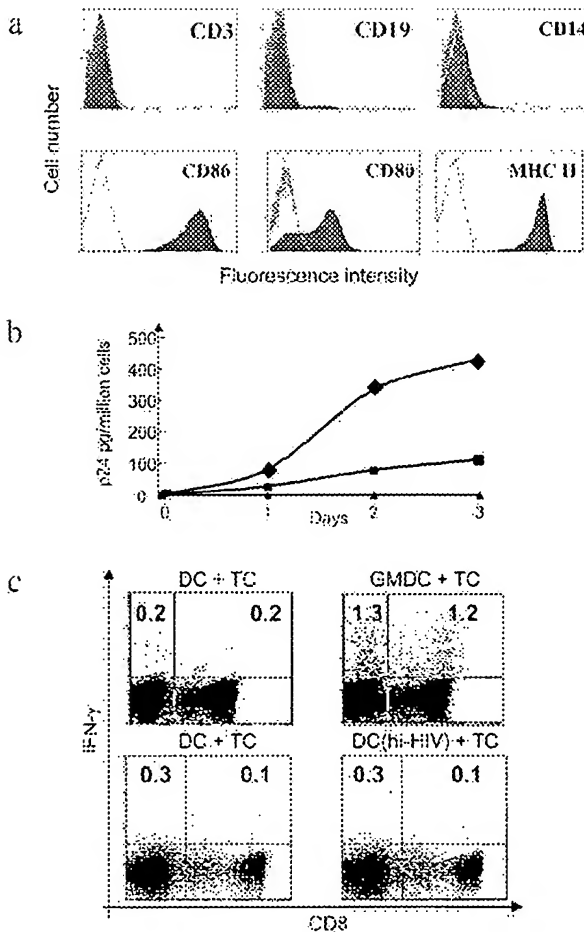 a
CD3 CD19 CD14
Cell number
CD86 CD80 MHC II
Fluorescence intensity
b
p24 pg/million cells
500
400
300
200
100
0
0 1 2 3
Days
c
DC + TC GMDC + TC
0.2 0.2 1.3 1.2
IFN-γ
DC + TC DC(hi-HIV) + TC
0.3 0.1 0.3 0.1
CD8